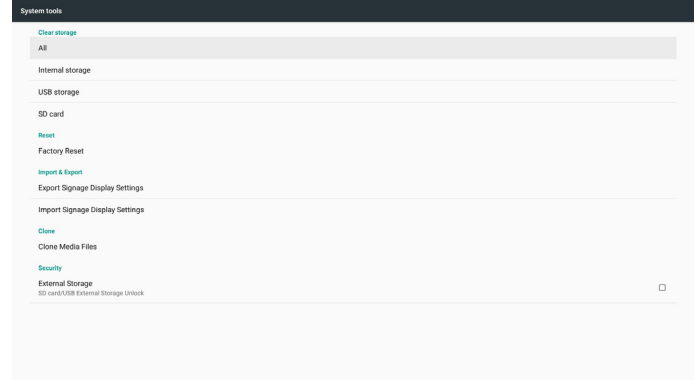 System tools
Clear storage
All
Internal storage
USB storage
SD card
Reset
Factory Reset
Import & Export
Export Signage Display Settings
Import Signage Display Settings
Clone
Clone Media Files
Security
External Storage
SD card/USB External Storage Unlock